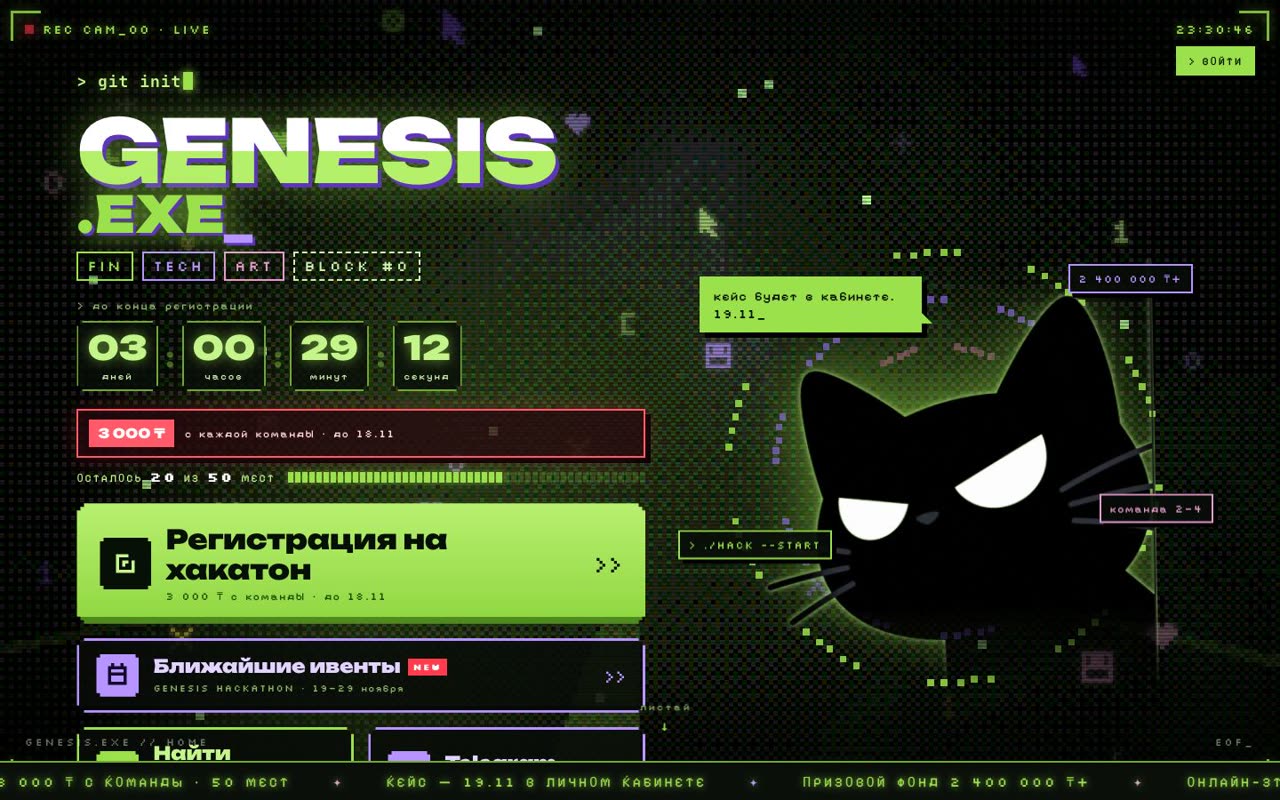 REC CAM_00 · LIVE
23:30:46
> ВОЙТИ
> git init
GENESIS
.EXE_
FIN
TECH
ART
BLOCK #0
> до конца регистрации
03 : 00 : 29 : 12
дней часов минут секунд
3 000 ₸ с каждой команды · до 18.11
Осталось 20 из 50 мест
Регистрация на
хакатон
3 000 ₸ с команды · до 18.11
>>
Ближайшие ивенты NEW
GENESIS HACKATHON · 19–29 ноября
>>
Найти
Telegram
кейс будет в кабинете.
19.11_
2 400 000 ₸+
команда 2–4
> ./HACK --START
листай
↓
GENESIS.EXE // HOME
EOF_
3 000 ₸ С КОМАНДЫ · 50 МЕСТ ✦ КЕЙС — 19.11 В ЛИЧНОМ КАБИНЕТЕ ✦ ПРИЗОВОЙ ФОНД 2 400 000 ₸+ ✦